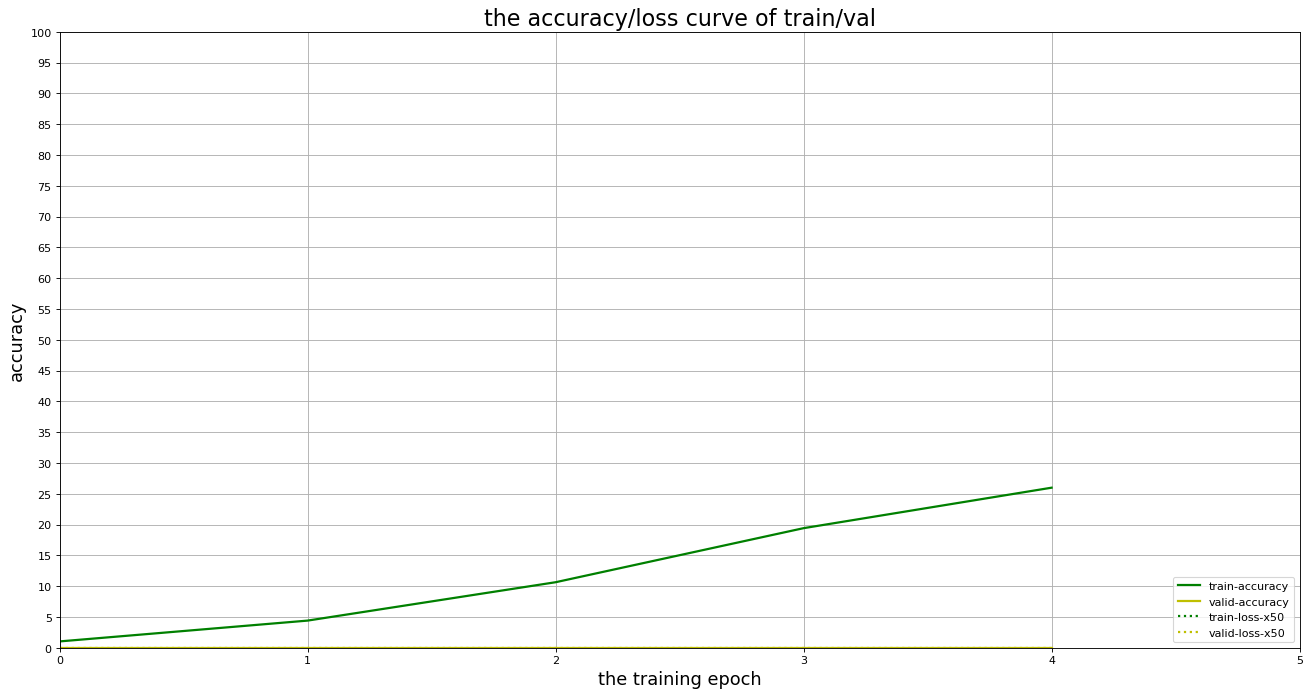 the accuracy/loss curve of train/val
100
95
90
85
80
75
70
65
60
55
50
45
40
35
30
25
20
15
10
5
0
accuracy
train-accuracy
valid-accuracy
train-loss-x50
valid-loss-x50
0 1 2 3 4 5
the training epoch